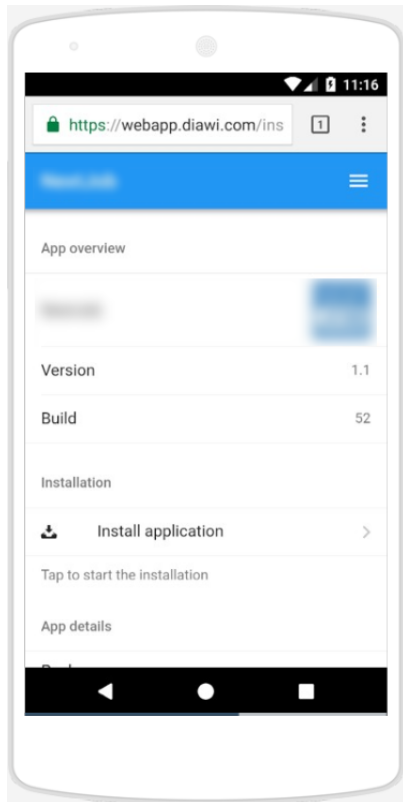 11:16
https://webapp.diawi.com/ins 1
App overview
Version 1.1
Build 52
Installation
Install application
Tap to start the installation
App details